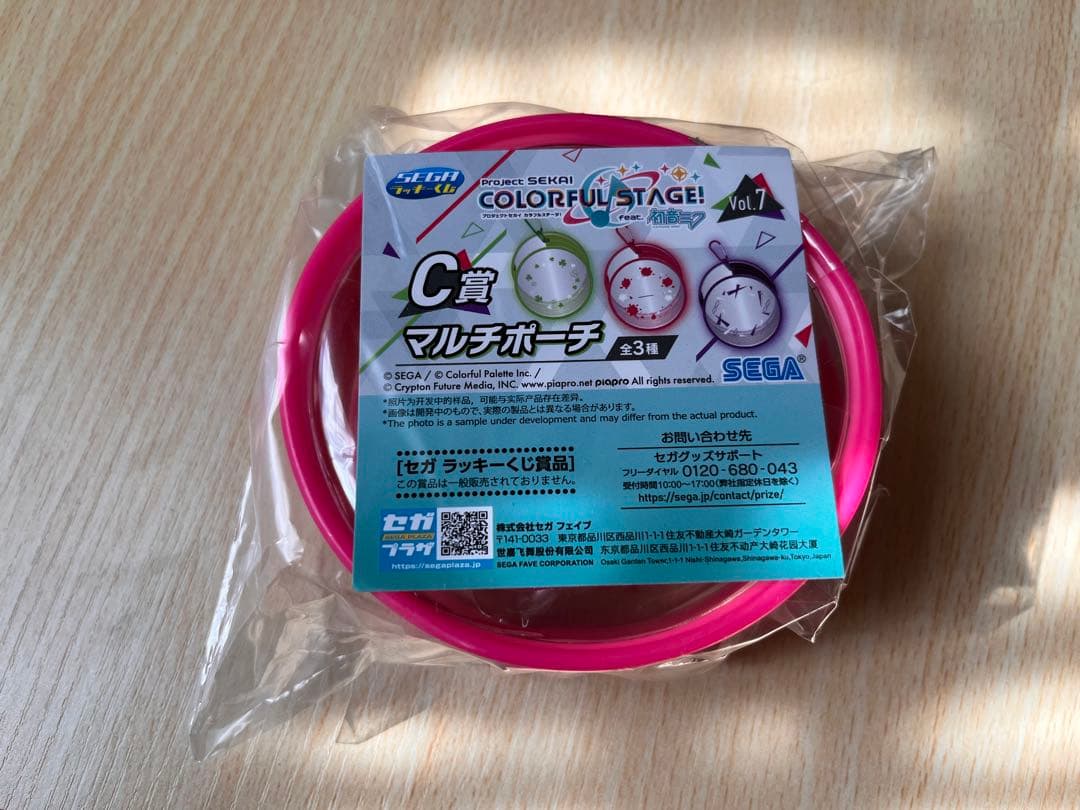 SEGA
ラッキーくじ
Project SEKAI
COLORFUL STAGE!
プロジェクトセカイ カラフルステージ!
feat. 初音ミク
Vol.7
C賞
マルチポーチ
全3種
© SEGA / © Colorful Palette Inc. /
© Crypton Future Media, INC. www.piapro.net piapro All rights reserved.
SEGA®
*照片为开发中的样品，可能与实际产品存在差异。
*画像は開発中のもので、実際の製品とは異なる場合があります。
*The photo is a sample under development and may differ from the actual product.
[セガ ラッキーくじ賞品]
この賞品は一般販売されておりません。
お問い合わせ先
セガグッズサポート
フリーダイヤル 0120-680-043
受付時間10:00〜17:00(弊社指定休日を除く)
https://sega.jp/contact/prize/
セガ
SEGA PLAZA
プラザ
https://segaplaza.jp
株式会社セガ フェイブ
〒141-0033 東京都品川区西品川1-1-1住友不動産大崎ガーデンタワー
世嘉飞舞股份有限公司 东京都品川区西品川1-1-1住友不动产大崎花园大厦
SEGA FAVE CORPORATION Osaki Garden Tower,1-1-1 Nishi-Shinagawa,Shinagawa-ku,Tokyo,Japan